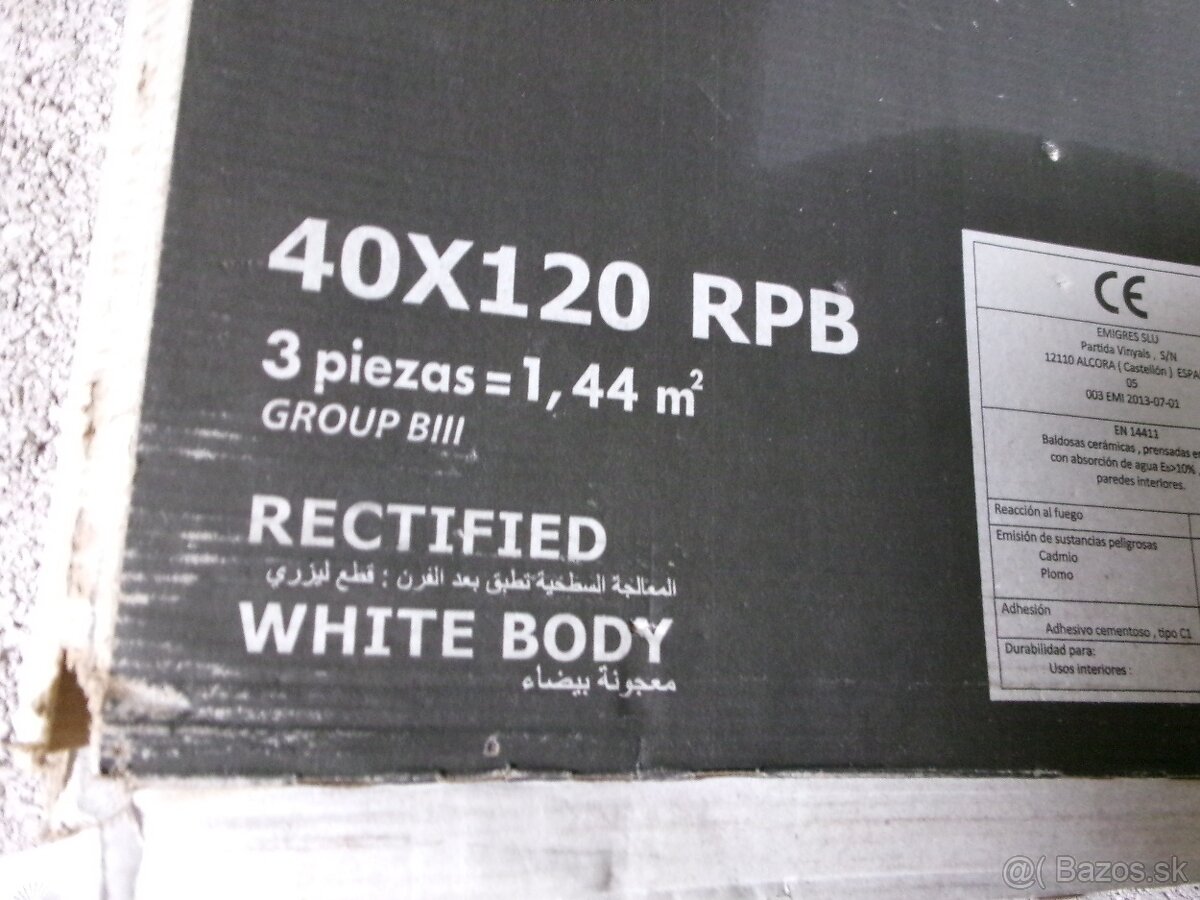 40X120 RPB
3 piezas = 1,44 m²
GROUP BIII
RECTIFIED
المعالجة السطحية تطبق بعد الفرن : قطع ليزري
WHITE BODY
معجونة بيضاء
CE
EMIGRES SLU
Partida Vinyals , S/N
12110 ALCORA ( Castellón ) ESPA
05
003 EMI 2013-07-01
EN 14411
Baldosas cerámicas , prensadas en
con absorción de agua Eb>10%
paredes interiores.
Reacción al fuego
Emisión de sustancias peligrosas
Cadmio
Plomo
Adhesión
Adhesivo cementoso , tipo C1
Durabilidad para:
Usos interiores :
@( Bazos.sk